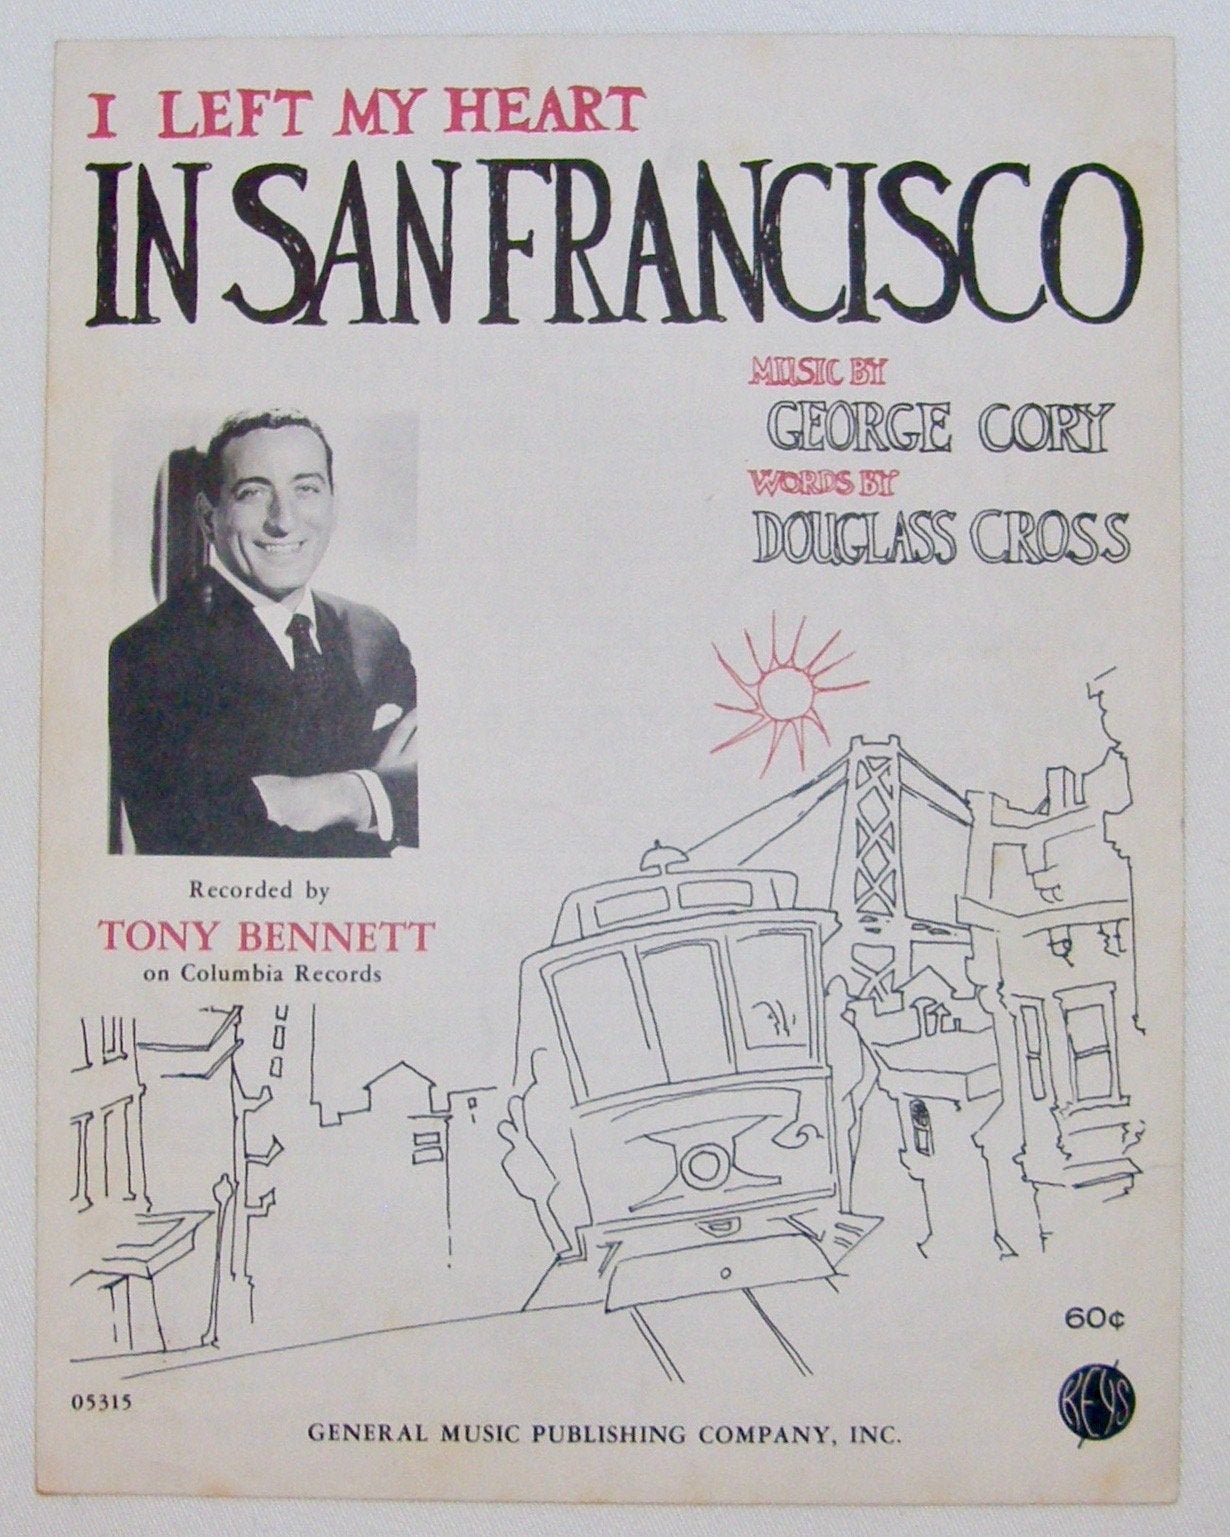 I LEFT MY HEART
IN SAN FRANCISCO
MUSIC BY
GEORGE CORY
WORDS BY
DOUGLASS CROSS
Recorded by
TONY BENNETT
on Columbia Records
60¢
05315
KEYS
GENERAL MUSIC PUBLISHING COMPANY, INC.